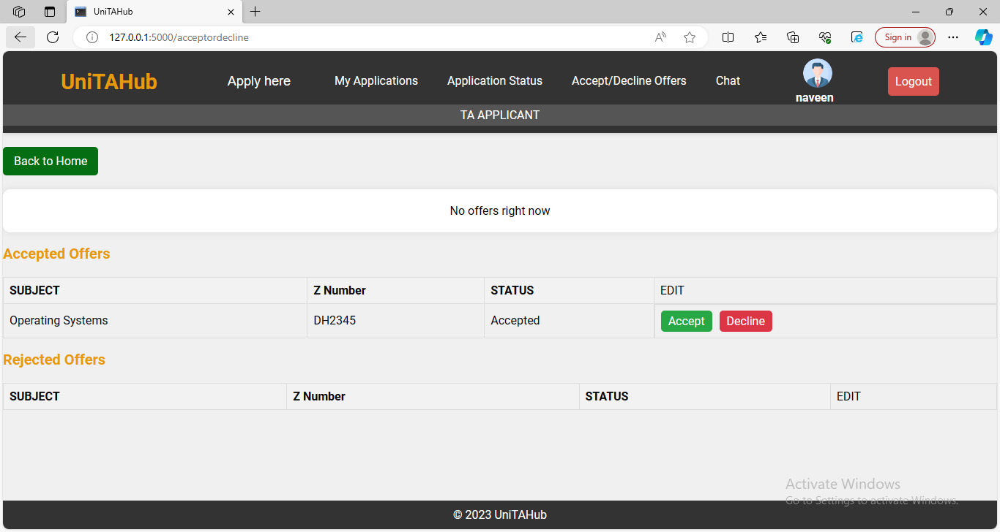 UniTAHub
127.0.0.1:5000/acceptordecline
Sign in
UniTAHub Apply here My Applications Application Status Accept/Decline Offers Chat naveen Logout
TA APPLICANT
Back to Home
No offers right now
Accepted Offers
SUBJECT Z Number STATUS EDIT
Operating Systems DH2345 Accepted Accept Decline
Rejected Offers
SUBJECT Z Number STATUS EDIT
Activate Windows
Go to Settings to activate Windows.
© 2023 UniTAHub